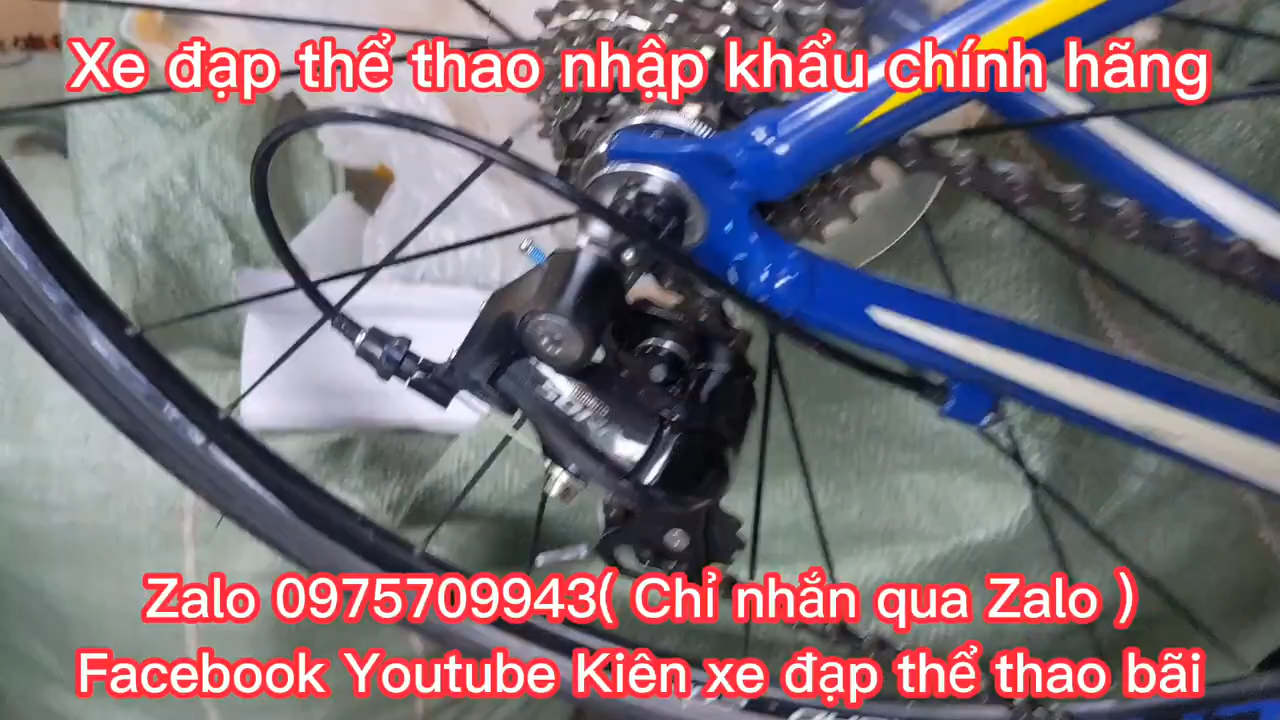 Xe đạp thể thao nhập khẩu chính hãng
Zalo 0975709943( Chỉ nhắn qua Zalo )
Facebook Youtube Kiên xe đạp thể thao bãi